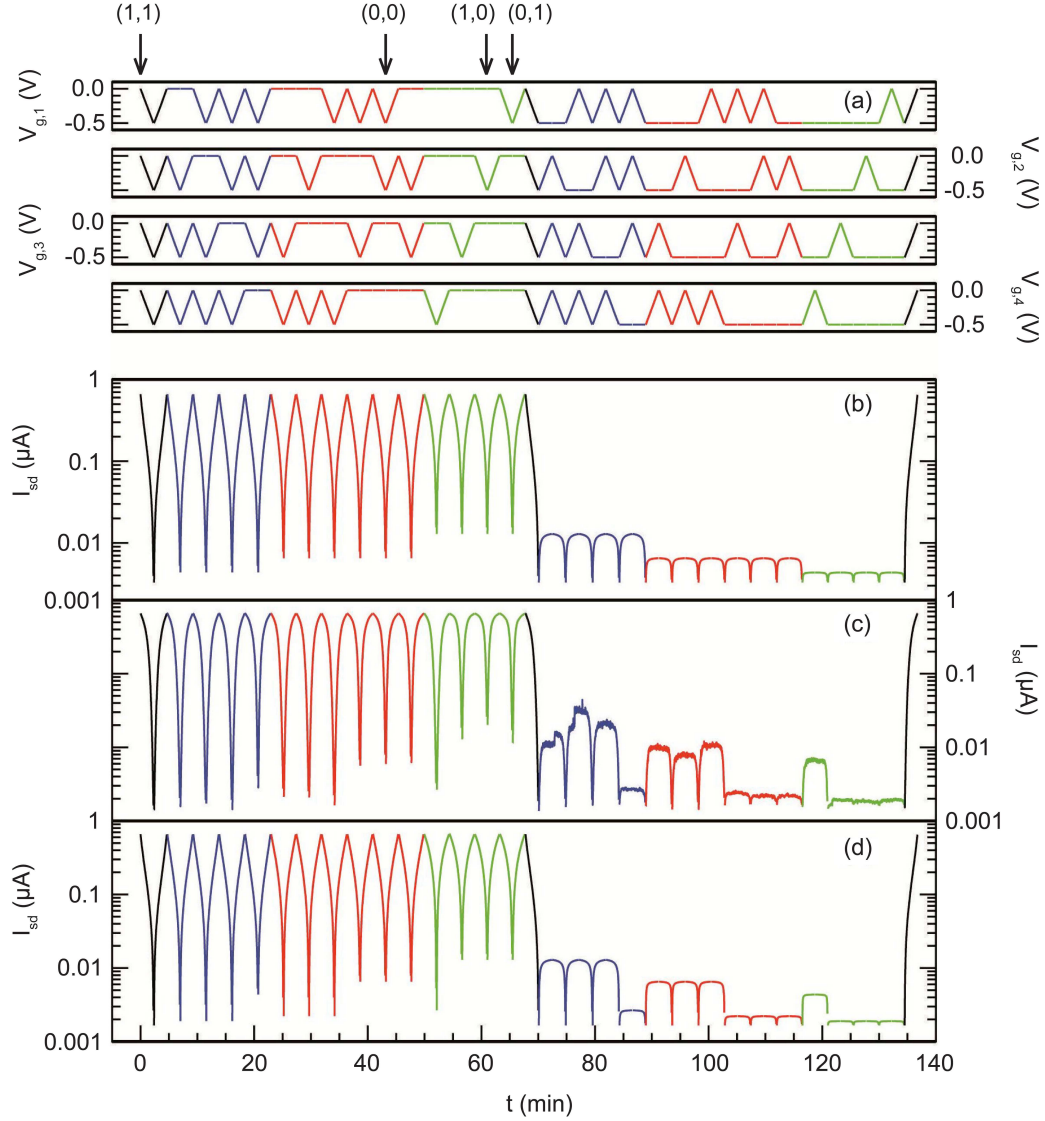 (1,1) (0,0) (1,0) (0,1)
V_g,1 (V)
0.0
-0.5
(a)
V_g,2 (V)
0.0
-0.5
V_g,3 (V)
0.0
-0.5
V_g,4 (V)
0.0
-0.5
I_sd (µA)
1
0.1
0.01
0.001
(b)
(c)
I_sd (µA)
1
0.1
0.01
0.001
I_sd (µA)
1
0.1
0.01
0.001
(d)
0 20 40 60 80 100 120 140
t (min)